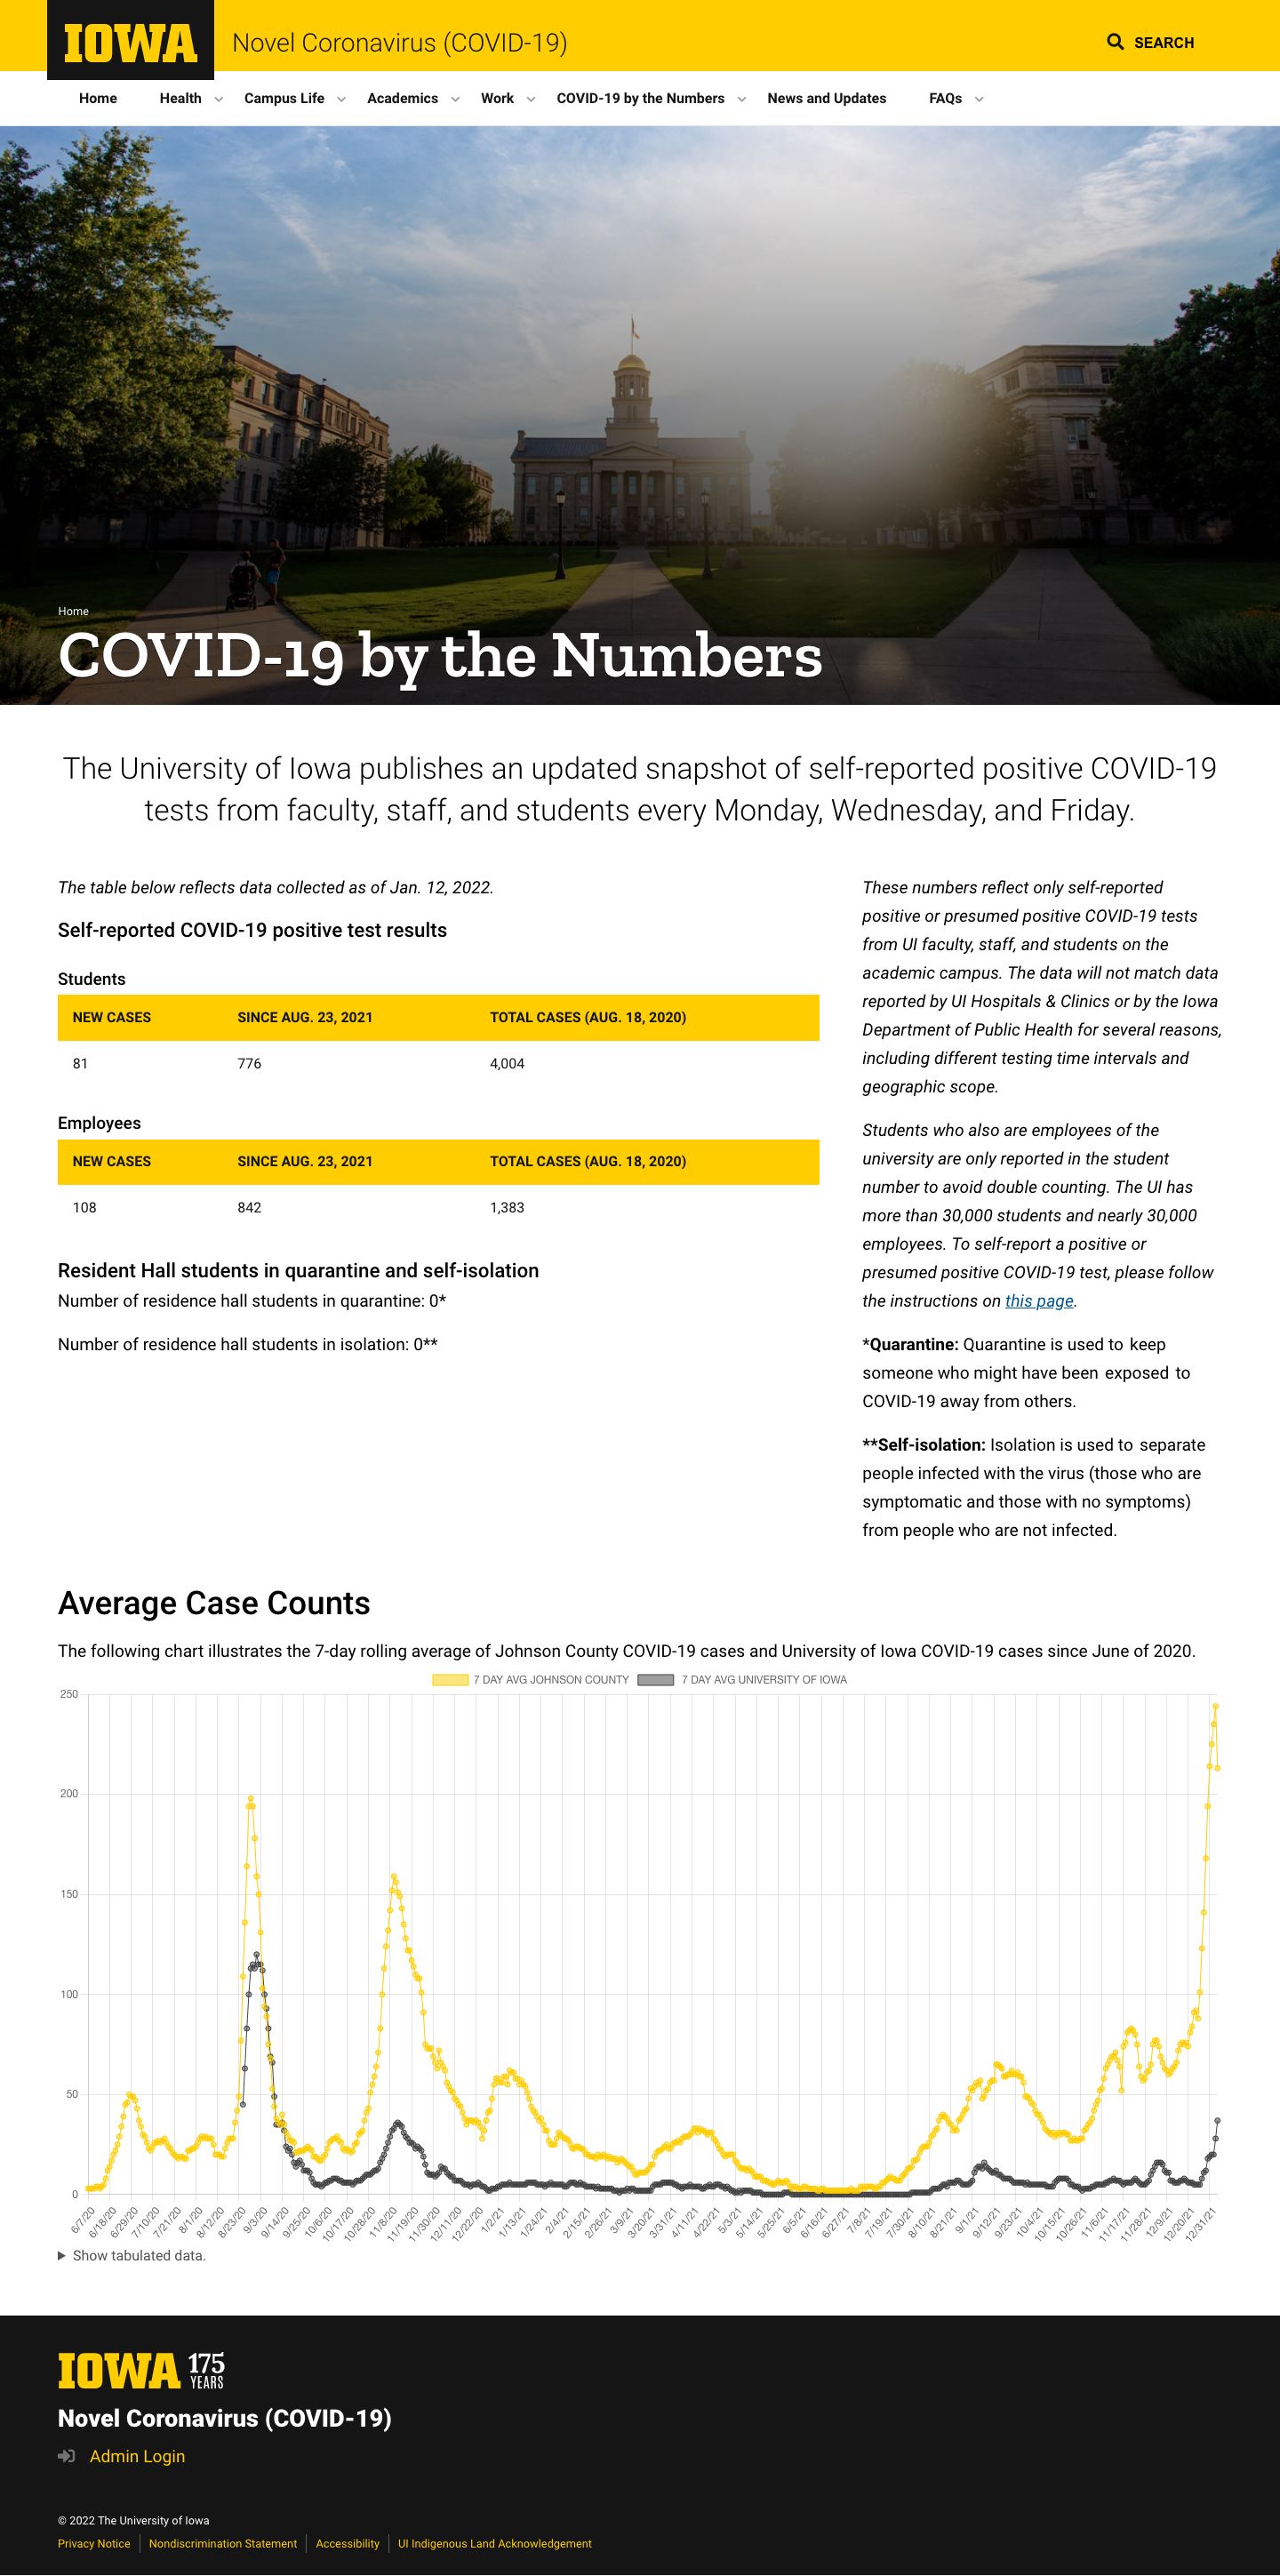 IOWA
Novel Coronavirus (COVID-19)
SEARCH
Home
Health
Campus Life
Academics
Work
COVID-19 by the Numbers
News and Updates
FAQs
Home
COVID-19 by the Numbers
The University of Iowa publishes an updated snapshot of self-reported positive COVID-19
tests from faculty, staff, and students every Monday, Wednesday, and Friday.
The table below reflects data collected as of Jan. 12, 2022.
Self-reported COVID-19 positive test results
Students
NEW CASES SINCE AUG. 23, 2021 TOTAL CASES (AUG. 18, 2020)
81 776 4,004
Employees
NEW CASES SINCE AUG. 23, 2021 TOTAL CASES (AUG. 18, 2020)
108 842 1,383
Resident Hall students in quarantine and self-isolation
Number of residence hall students in quarantine: 0*
Number of residence hall students in isolation: 0**
These numbers reflect only self-reported
positive or presumed positive COVID-19 tests
from UI faculty, staff, and students on the
academic campus. The data will not match data
reported by UI Hospitals & Clinics or by the Iowa
Department of Public Health for several reasons,
including different testing time intervals and
geographic scope.
Students who also are employees of the
university are only reported in the student
number to avoid double counting. The UI has
more than 30,000 students and nearly 30,000
employees. To self-report a positive or
presumed positive COVID-19 test, please follow
the instructions on this page.
*Quarantine: Quarantine is used to keep
someone who might have been exposed to
COVID-19 away from others.
**Self-isolation: Isolation is used to separate
people infected with the virus (those who are
symptomatic and those with no symptoms)
from people who are not infected.
Average Case Counts
The following chart illustrates the 7-day rolling average of Johnson County COVID-19 cases and University of Iowa COVID-19 cases since June of 2020.
7 DAY AVG JOHNSON COUNTY 7 DAY AVG UNIVERSITY OF IOWA
250
200
150
100
50
0
6/7/20 6/18/20 6/29/20 7/10/20 7/21/20 8/1/20 8/12/20 8/23/20 9/3/20 9/14/20 9/25/20 10/6/20 10/17/20 10/28/20 11/8/20 11/19/20 11/30/20 12/11/20 12/22/20 1/2/21 1/13/21 1/24/21 2/4/21 2/15/21 2/26/21 3/9/21 3/20/21 3/31/21 4/11/21 4/22/21 5/3/21 5/14/21 5/25/21 6/5/21 6/16/21 6/27/21 7/8/21 7/19/21 7/30/21 8/10/21 8/21/21 9/1/21 9/12/21 9/23/21 10/4/21 10/15/21 10/26/21 11/6/21 11/17/21 11/28/21 12/9/21 12/20/21 12/31/21
Show tabulated data.
IOWA 175 YEARS
Novel Coronavirus (COVID-19)
Admin Login
© 2022 The University of Iowa
Privacy Notice Nondiscrimination Statement Accessibility UI Indigenous Land Acknowledgement